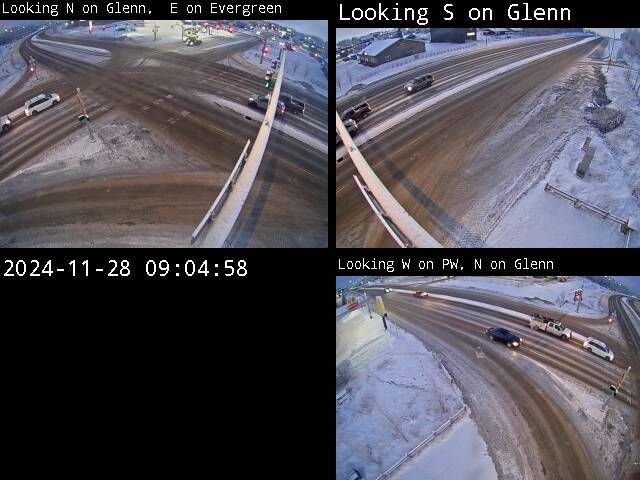 Looking N on Glenn,  E on Evergreen
Looking S on Glenn
2024-11-28 09:04:58
Looking W on PW, N on Glenn